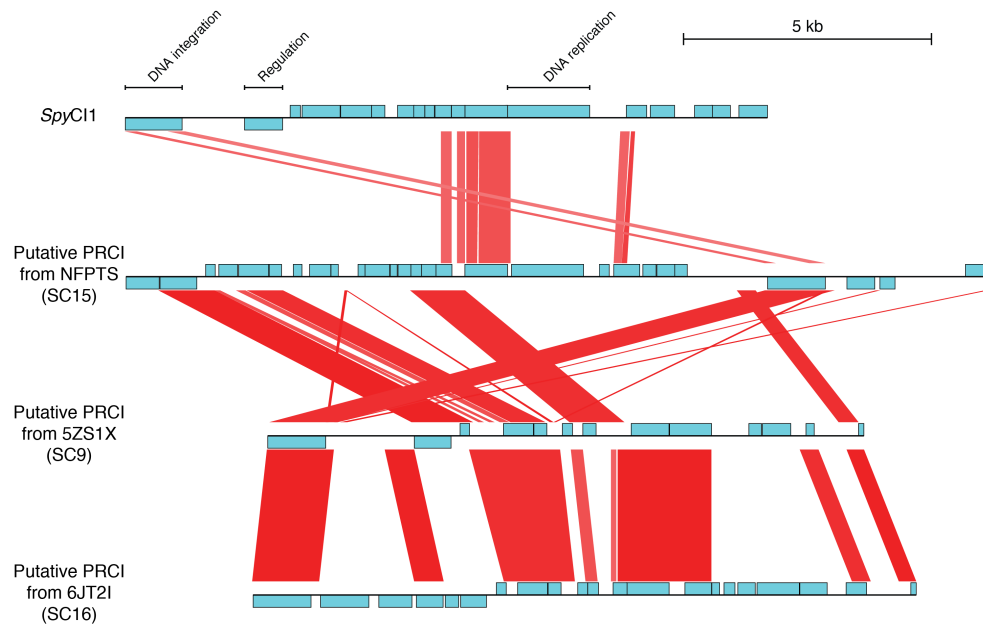 DNA integration
Regulation
DNA replication
5 kb
SpyCI1
Putative PRCI
from NFPTS
(SC15)
Putative PRCI
from 5ZS1X
(SC9)
Putative PRCI
from 6JT2I
(SC16)